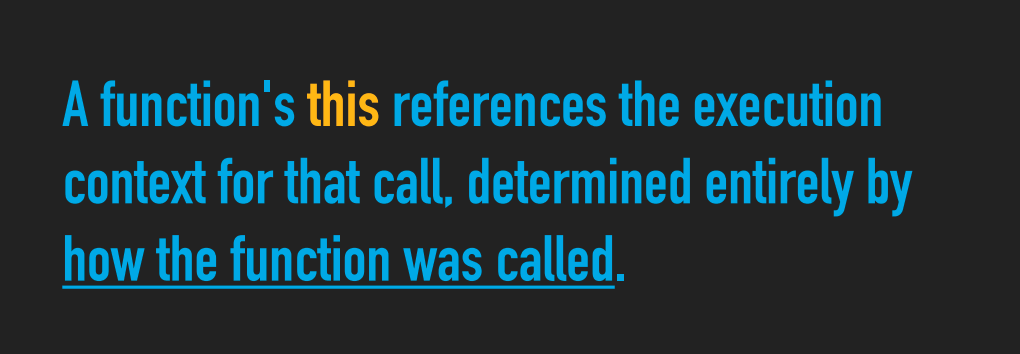 A function's this references the execution
context for that call, determined entirely by
how the function was called.